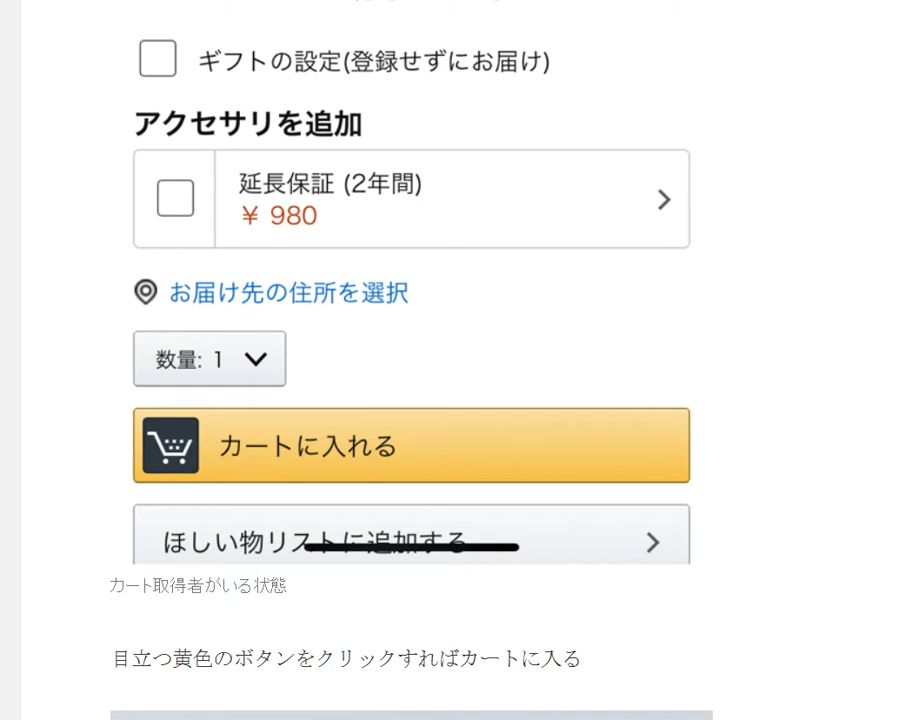 ギフトの設定(登録せずにお届け)
アクセサリを追加
延長保証 (2年間)
¥ 980
お届け先の住所を選択
数量: 1
カートに入れる
ほしい物リストに追加する
カート取得者がいる状態
目立つ黄色のボタンをクリックすればカートに入る